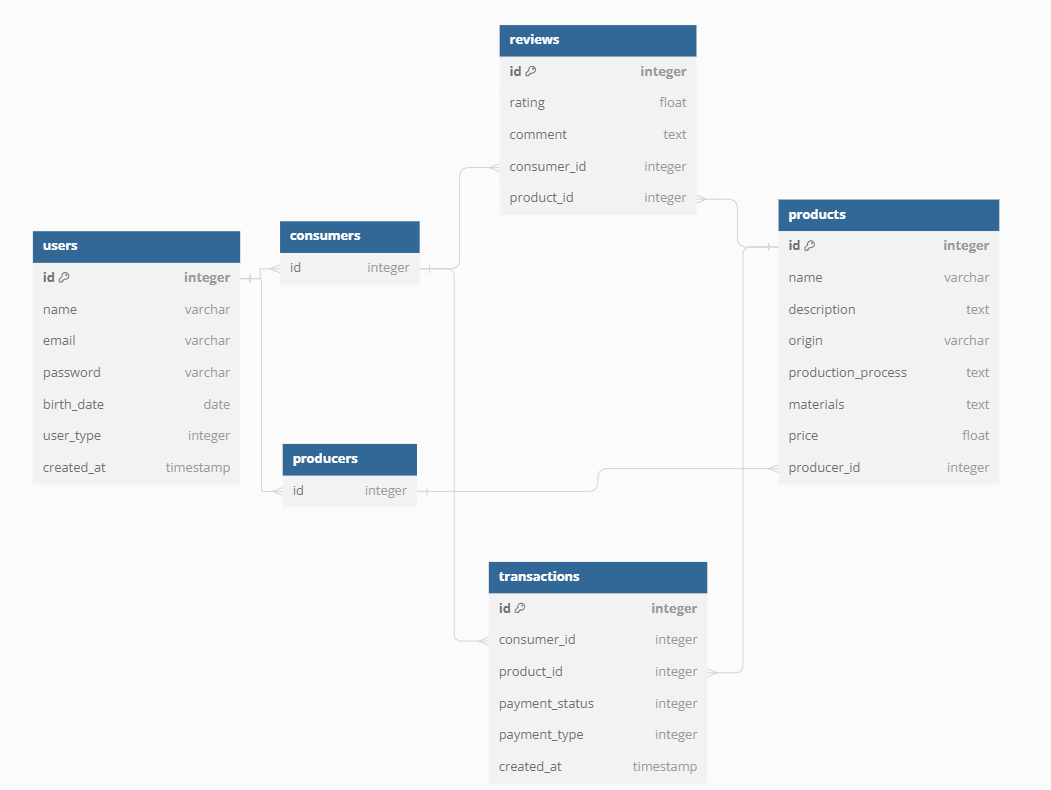 reviews
id integer
rating float
comment text
consumer_id integer
product_id integer
products
id integer
name varchar
description text
origin varchar
production_process text
materials text
price float
producer_id integer
users
id integer
name varchar
email varchar
password varchar
birth_date date
user_type integer
created_at timestamp
consumers
id integer
producers
id integer
transactions
id integer
consumer_id integer
product_id integer
payment_status integer
payment_type integer
created_at timestamp